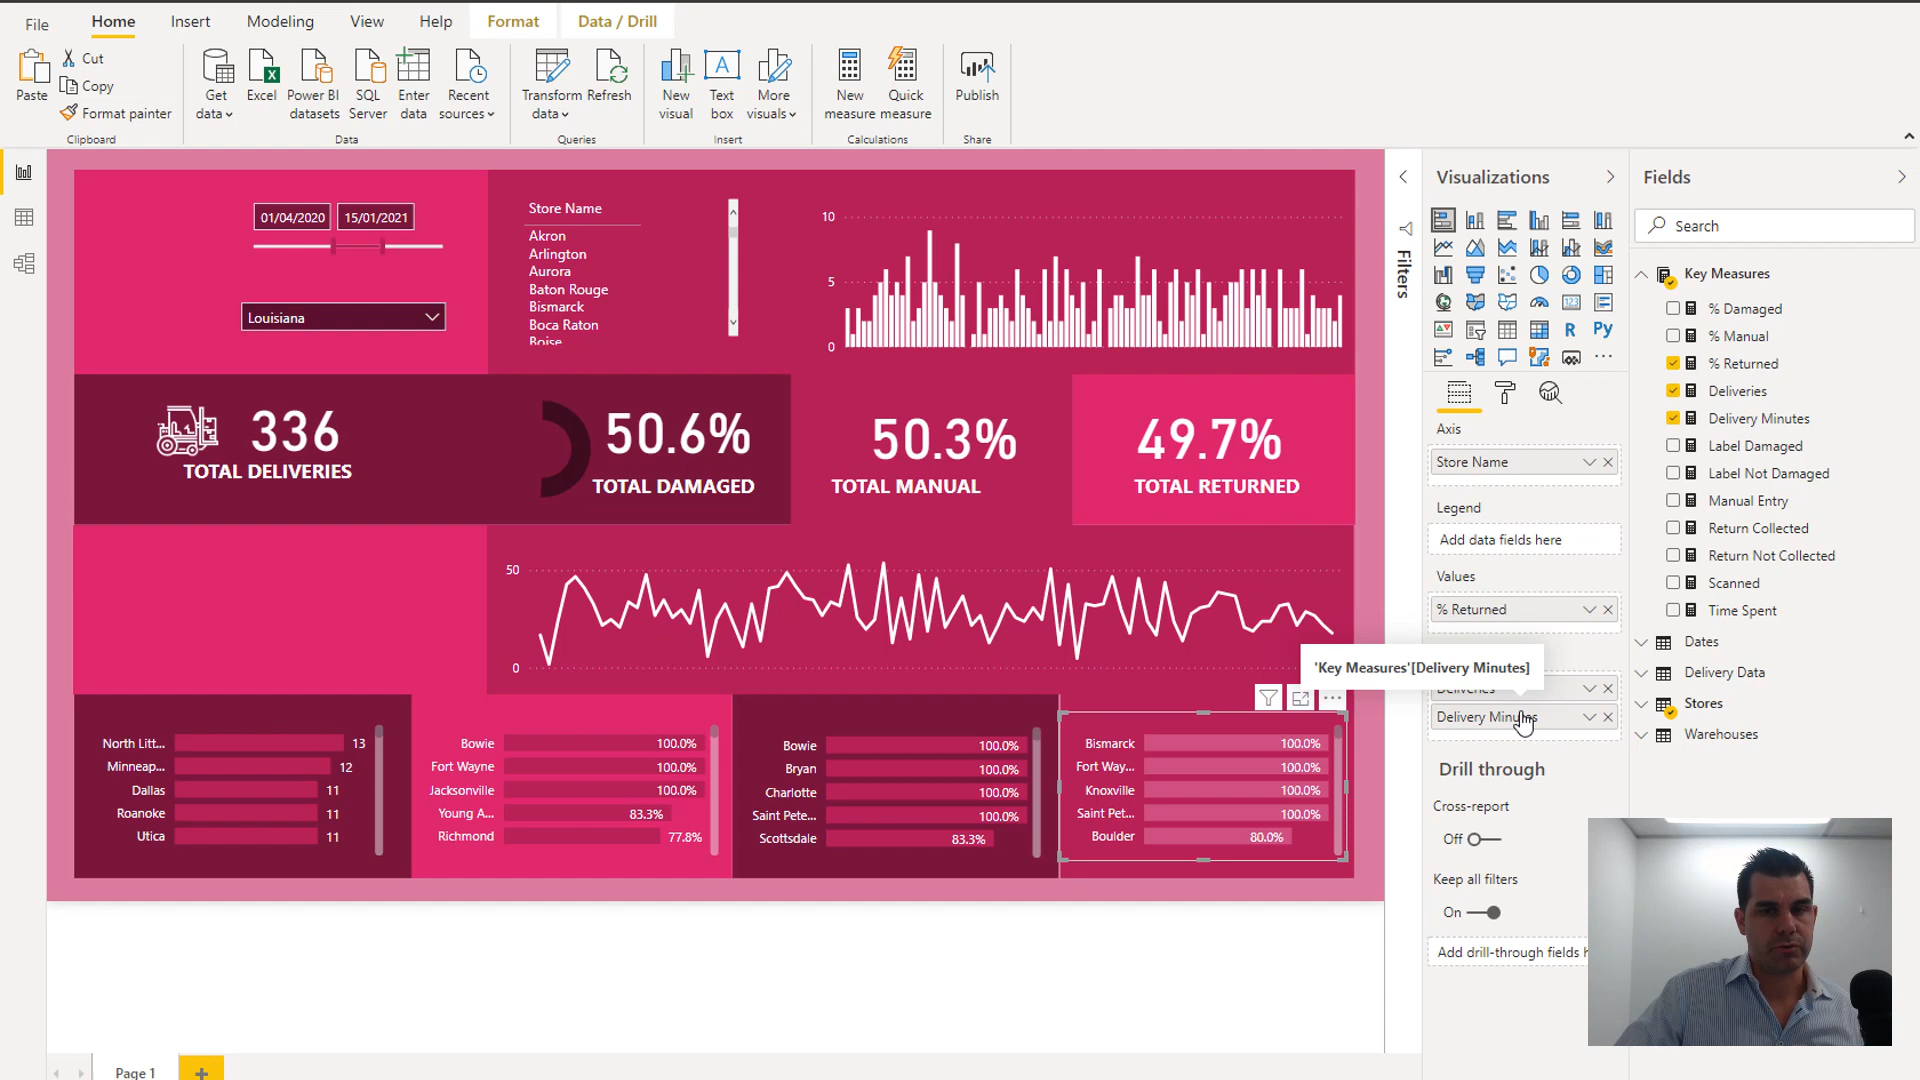 File
Home
Insert
Modeling
View
Help
Format
Data / Drill
Paste
Cut
Copy
Format painter
Clipboard
Get data
Excel
Power BI datasets
SQL Server
Enter data
Recent sources
Data
Transform data
Refresh
Queries
New visual
A
Text box
More visuals
Insert
New measure
Quick measure
Calculations
Publish
Share
01/04/2020
15/01/2021
Louisiana
Store Name
Akron
Arlington
Aurora
Baton Rouge
Bismarck
Boca Raton
Boise
10
5
0
336
TOTAL DELIVERIES
50.6%
TOTAL DAMAGED
50.3%
TOTAL MANUAL
49.7%
TOTAL RETURNED
50
0
North Litt... 13
Minneap... 12
Dallas 11
Roanoke 11
Utica 11
Bowie 100.0%
Fort Wayne 100.0%
Jacksonville 100.0%
Young A... 83.3%
Richmond 77.8%
Bowie 100.0%
Bryan 100.0%
Charlotte 100.0%
Saint Pete... 100.0%
Scottsdale 83.3%
Bismarck 100.0%
Fort Way... 100.0%
Knoxville 100.0%
Saint Pet... 100.0%
Boulder 80.0%
Page 1
Filters
Visualizations
123
R
Py
Axis
Store Name
Legend
Add data fields here
Values
% Returned
'Key Measures'[Delivery Minutes]
Deliveries
Delivery Minutes
Drill through
Cross-report
Off
Keep all filters
On
Add drill-through fields h
Fields
Search
Key Measures
% Damaged
% Manual
% Returned
Deliveries
Delivery Minutes
Label Damaged
Label Not Damaged
Manual Entry
Return Collected
Return Not Collected
Scanned
Time Spent
Dates
Delivery Data
Stores
Warehouses